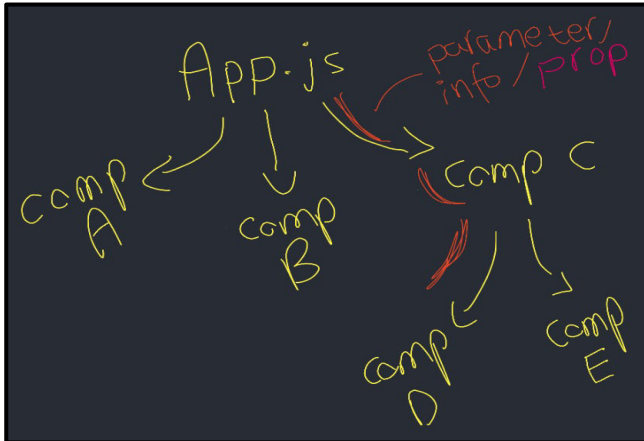 App.js
parameter/
info/prop
comp
A
comp
B
comp C
comp
D
comp
E